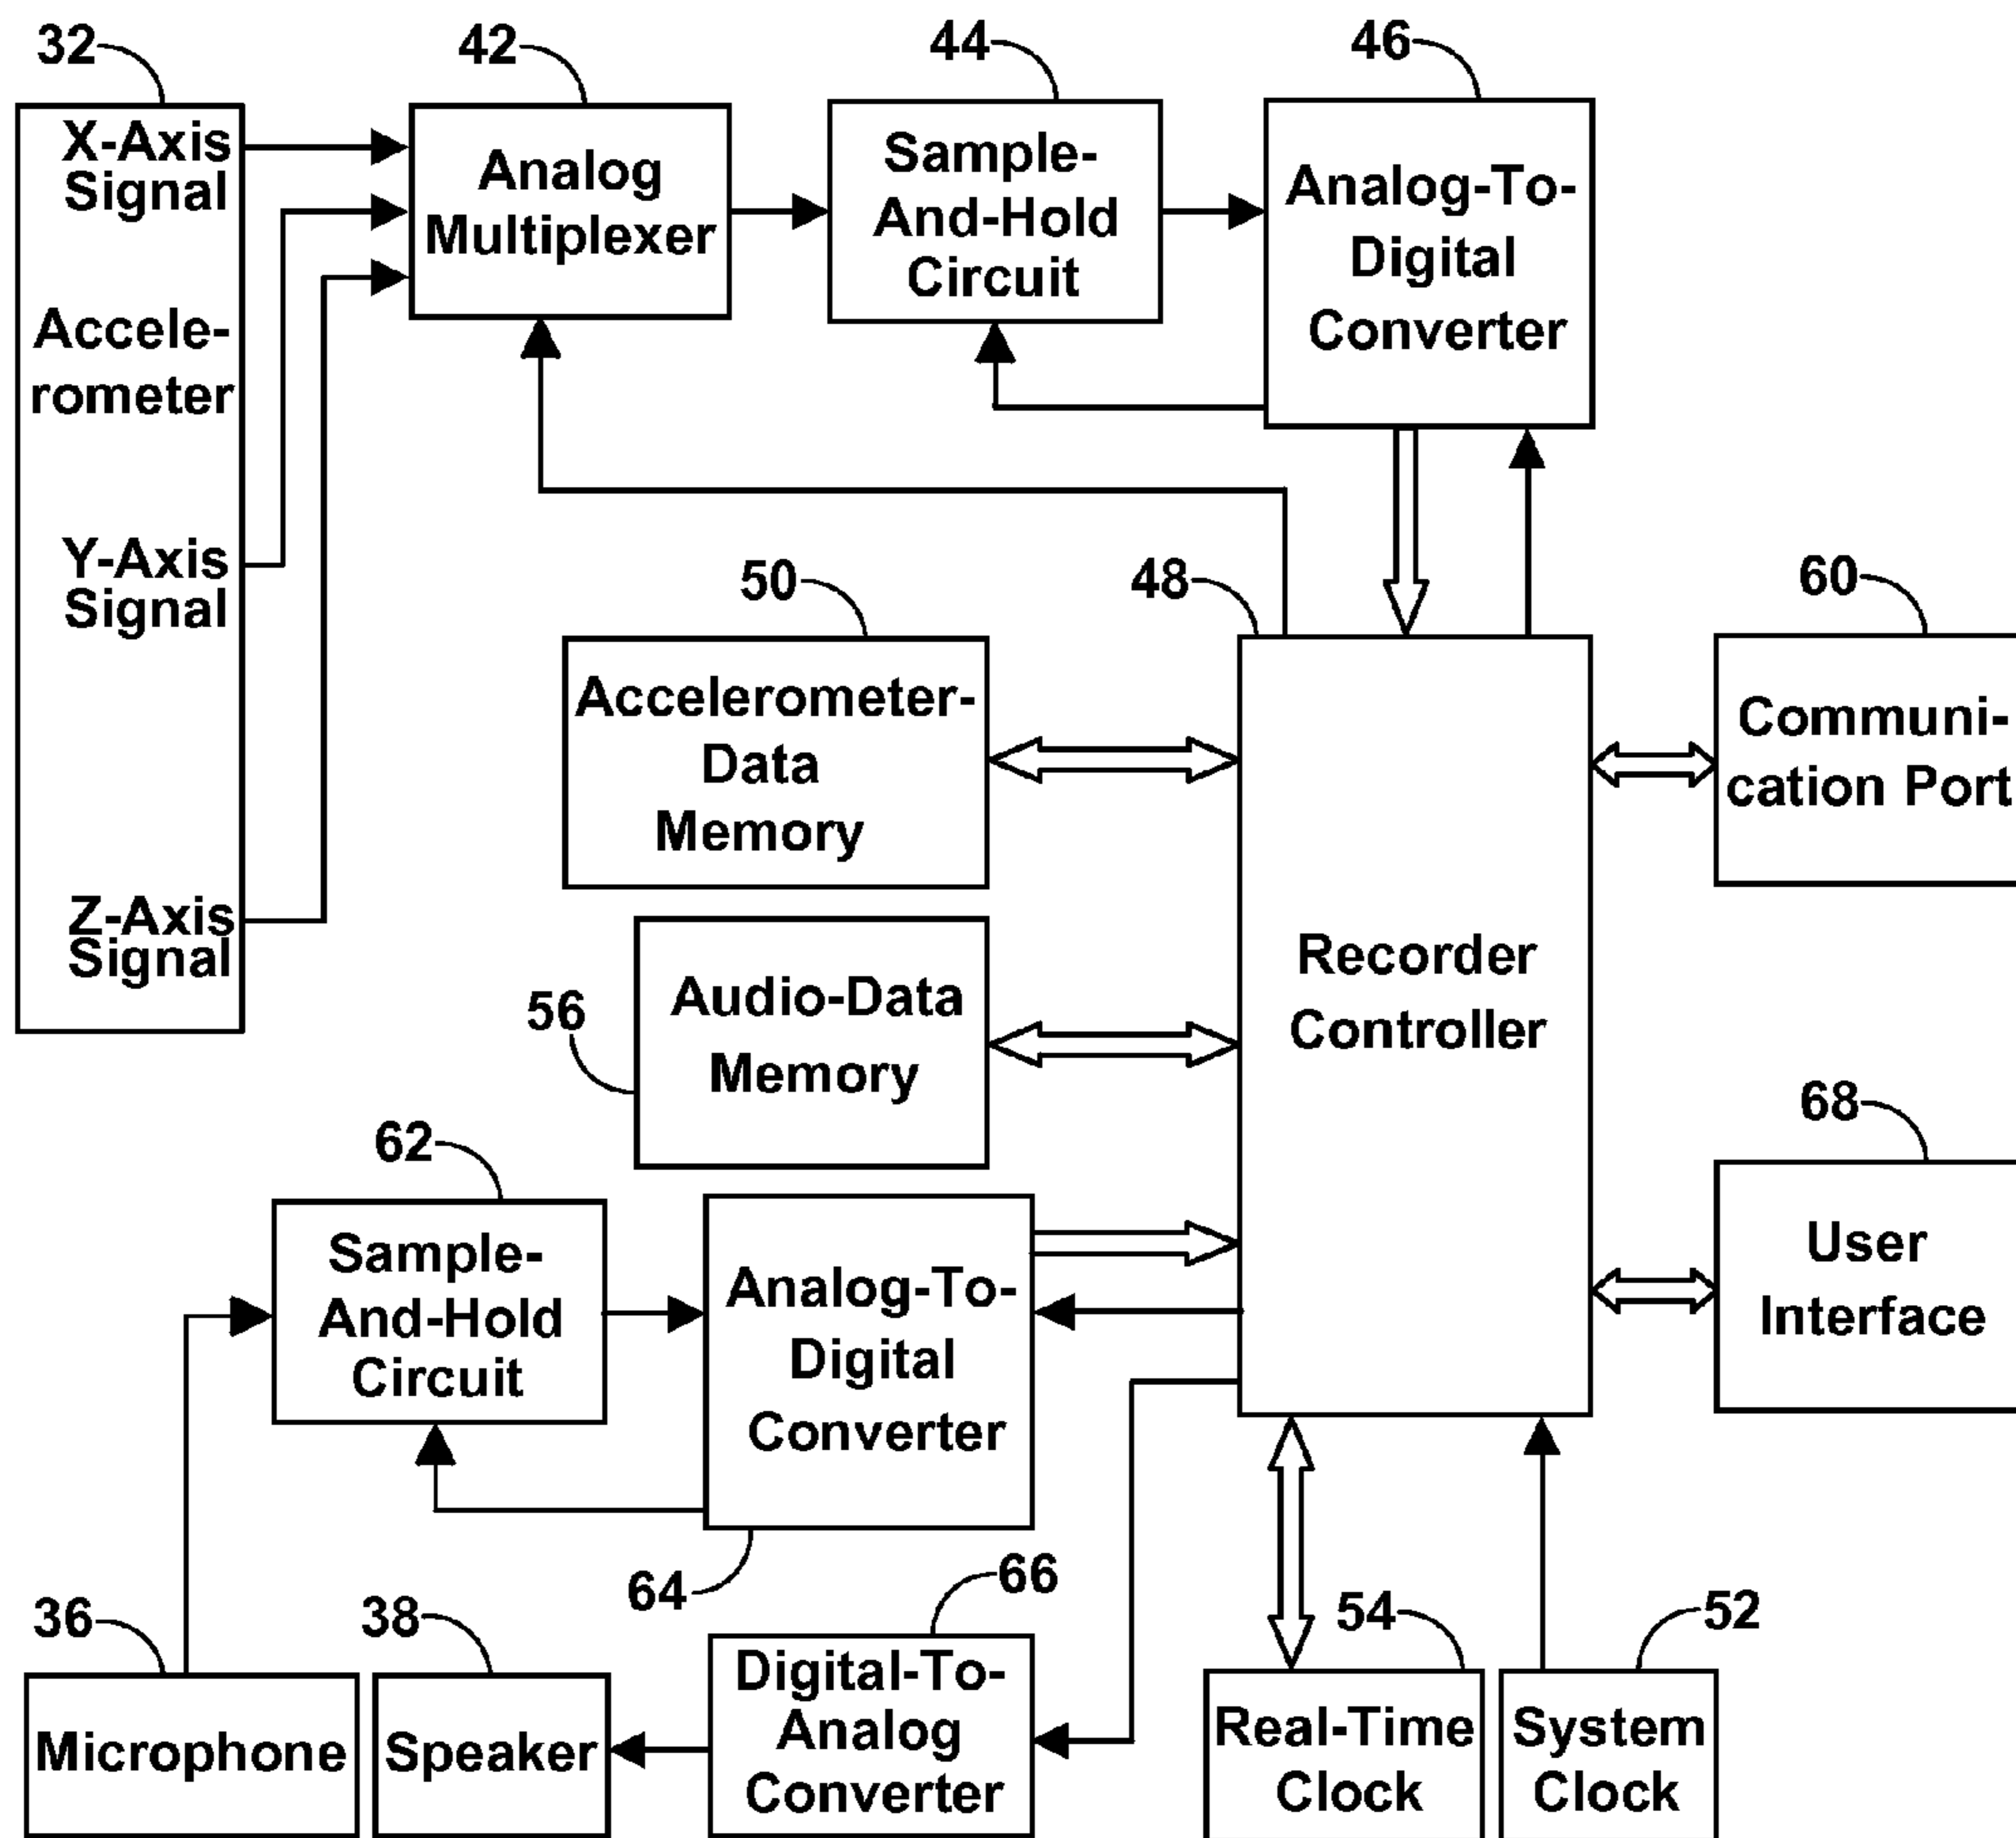 32
42
44
46
X-Axis
Signal
Accele-
rometer
Y-Axis
Signal
Z-Axis
Signal
Analog
Multiplexer
Sample-
And-Hold
Circuit
Analog-To-
Digital
Converter
50
48
60
Accelerometer-
Data
Memory
Recorder
Controller
Communi-
cation Port
56
Audio-Data
Memory
68
User
Interface
62
Sample-
And-Hold
Circuit
Analog-To-
Digital
Converter
64
66
36
38
54
52
Microphone
Speaker
Digital-To-
Analog
Converter
Real-Time
Clock
System
Clock